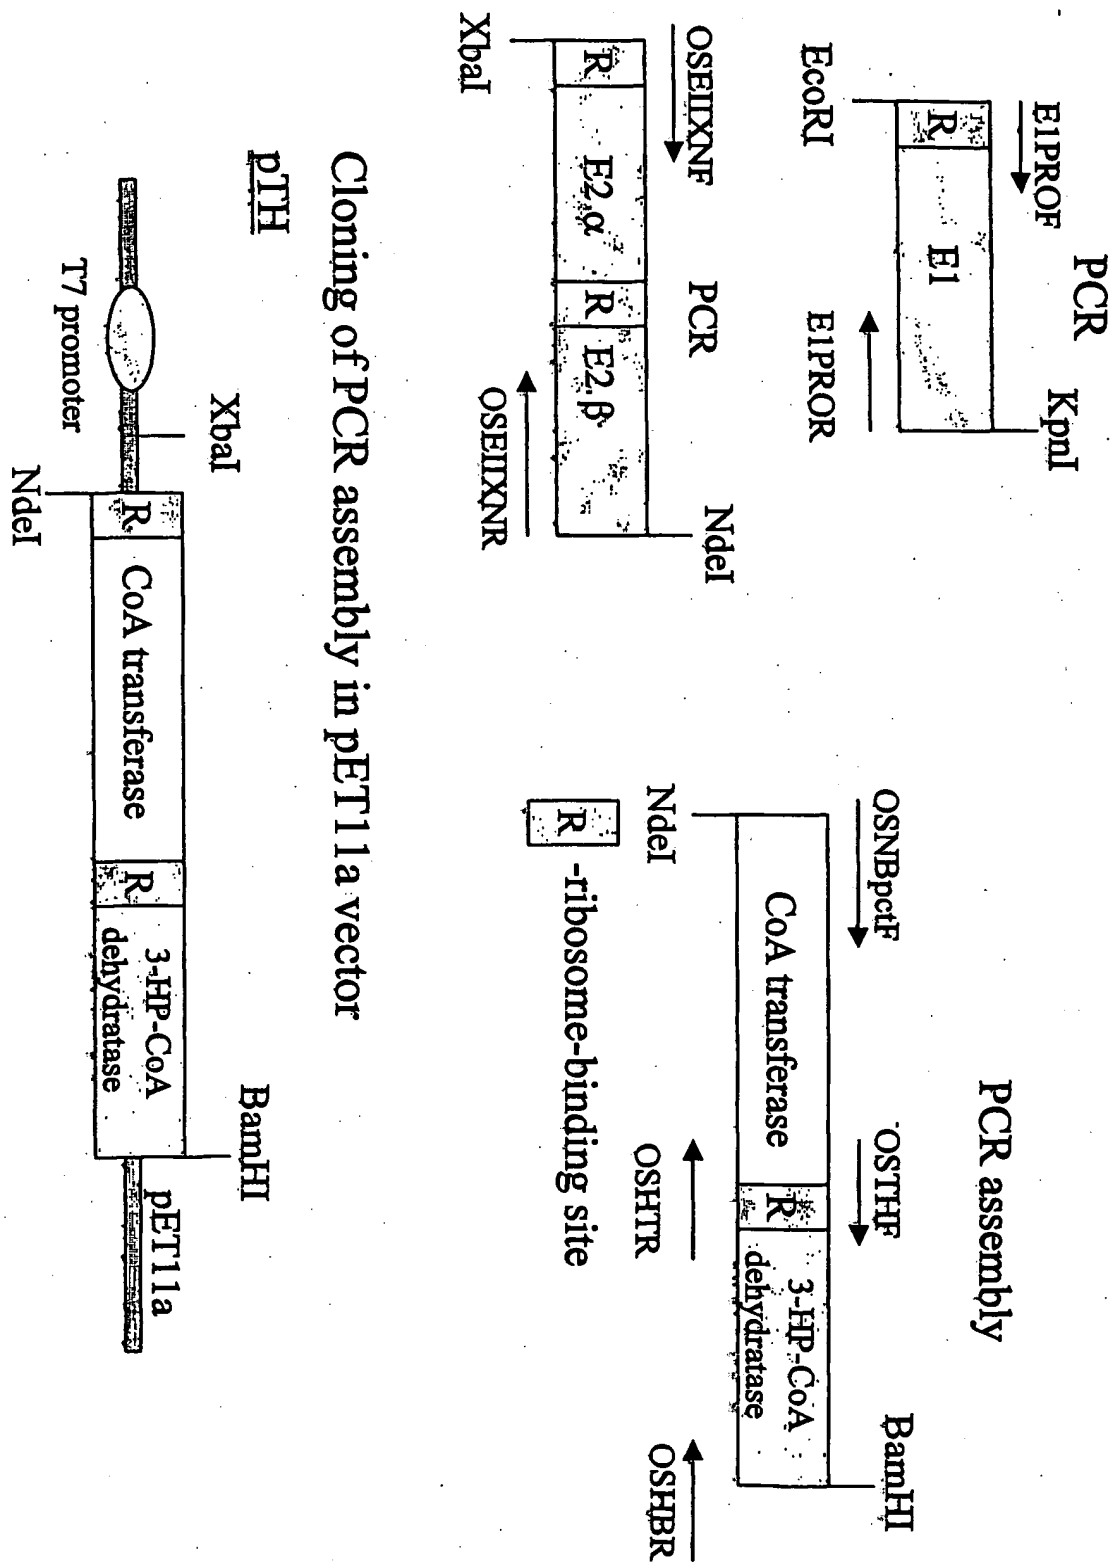 PCR
E1PROF
R
E1
EcoRI
KpnI
E1PROR
PCR assembly
OSNBpctF
OSTHF
BamHI
CoA transferase
R
3-HP-CoA
dehydratase
NdeI
OSHTR
OSHBR
OSEIIXNF
PCR
NdeI
R
E2.α
R
E2.β
XbaI
OSEIIXNR
R
-ribosome-binding site
Cloning of PCR assembly in pET11a vector
pTH
XbaI
BamHI
R
CoA transferase
R
3-HP-CoA
dehydratase
pET11a
T7 promoter
NdeI